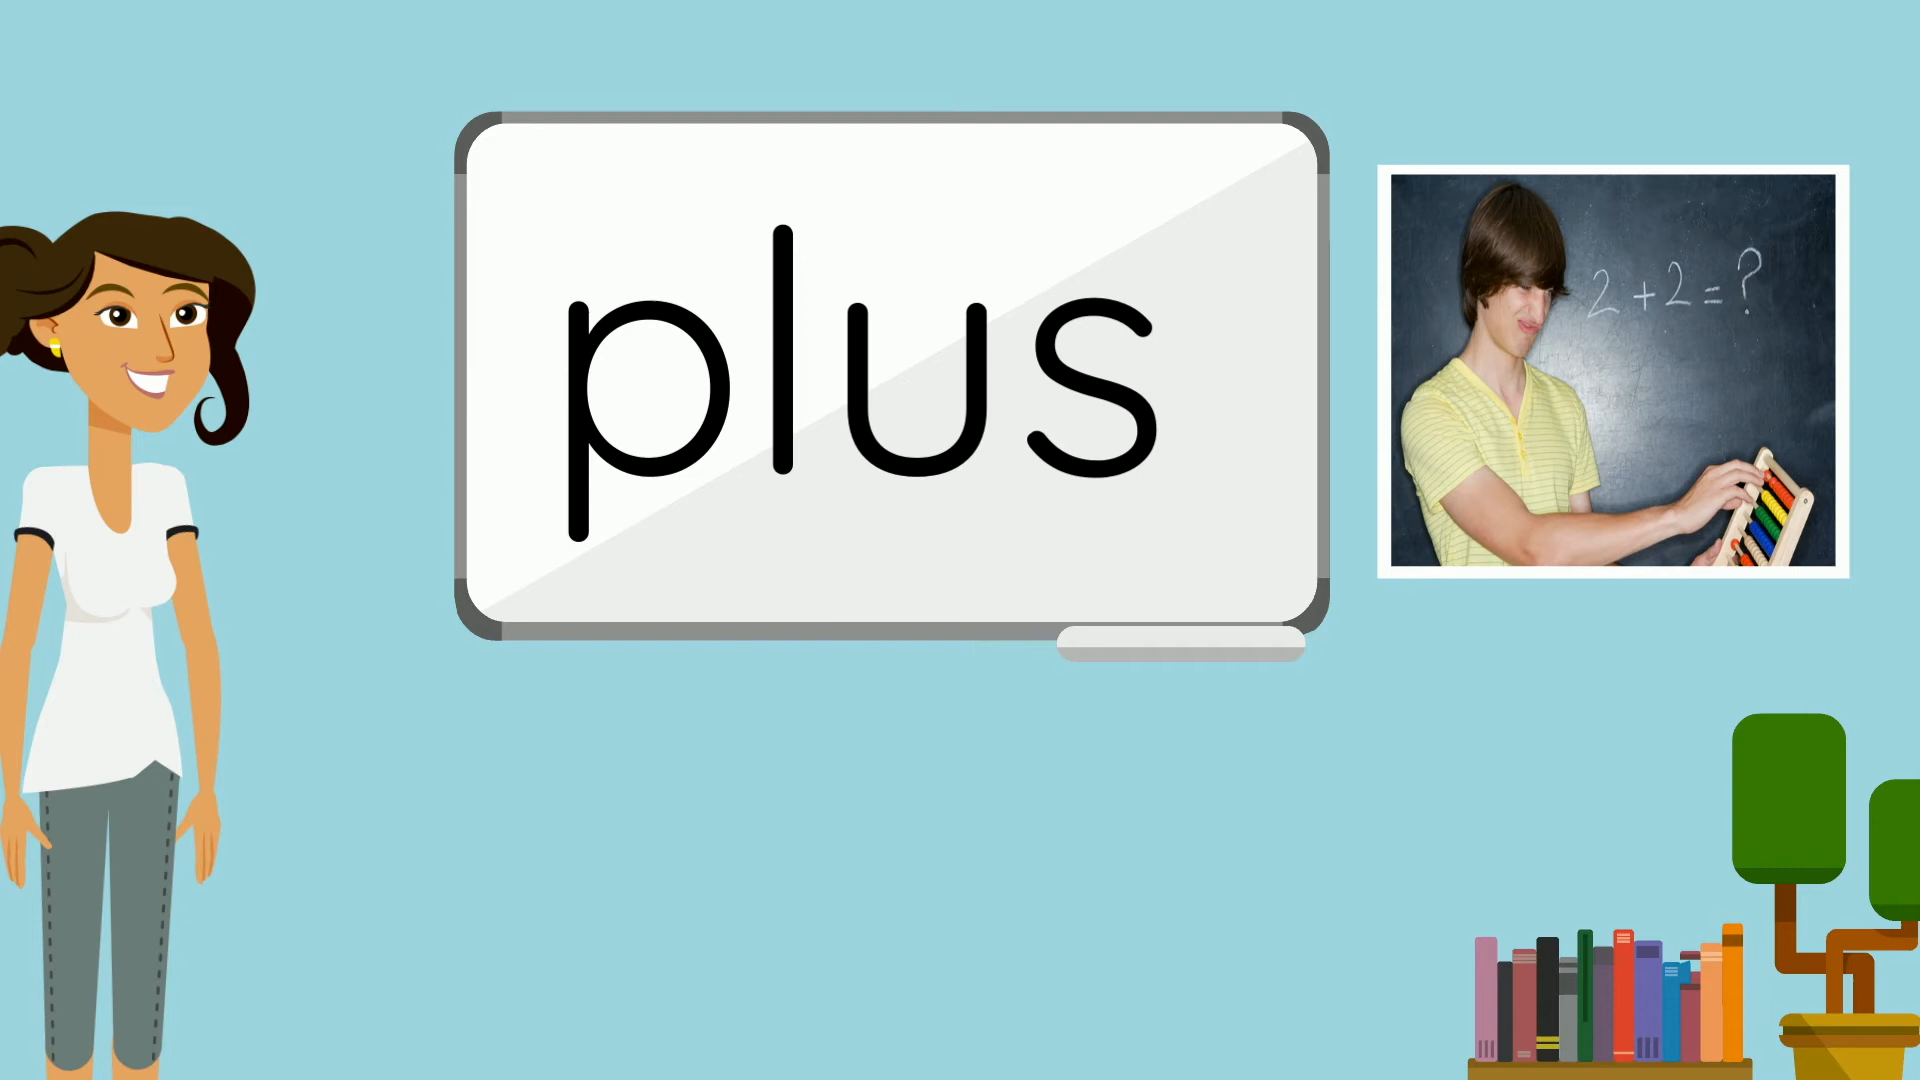 plus
2 + 2 = ?